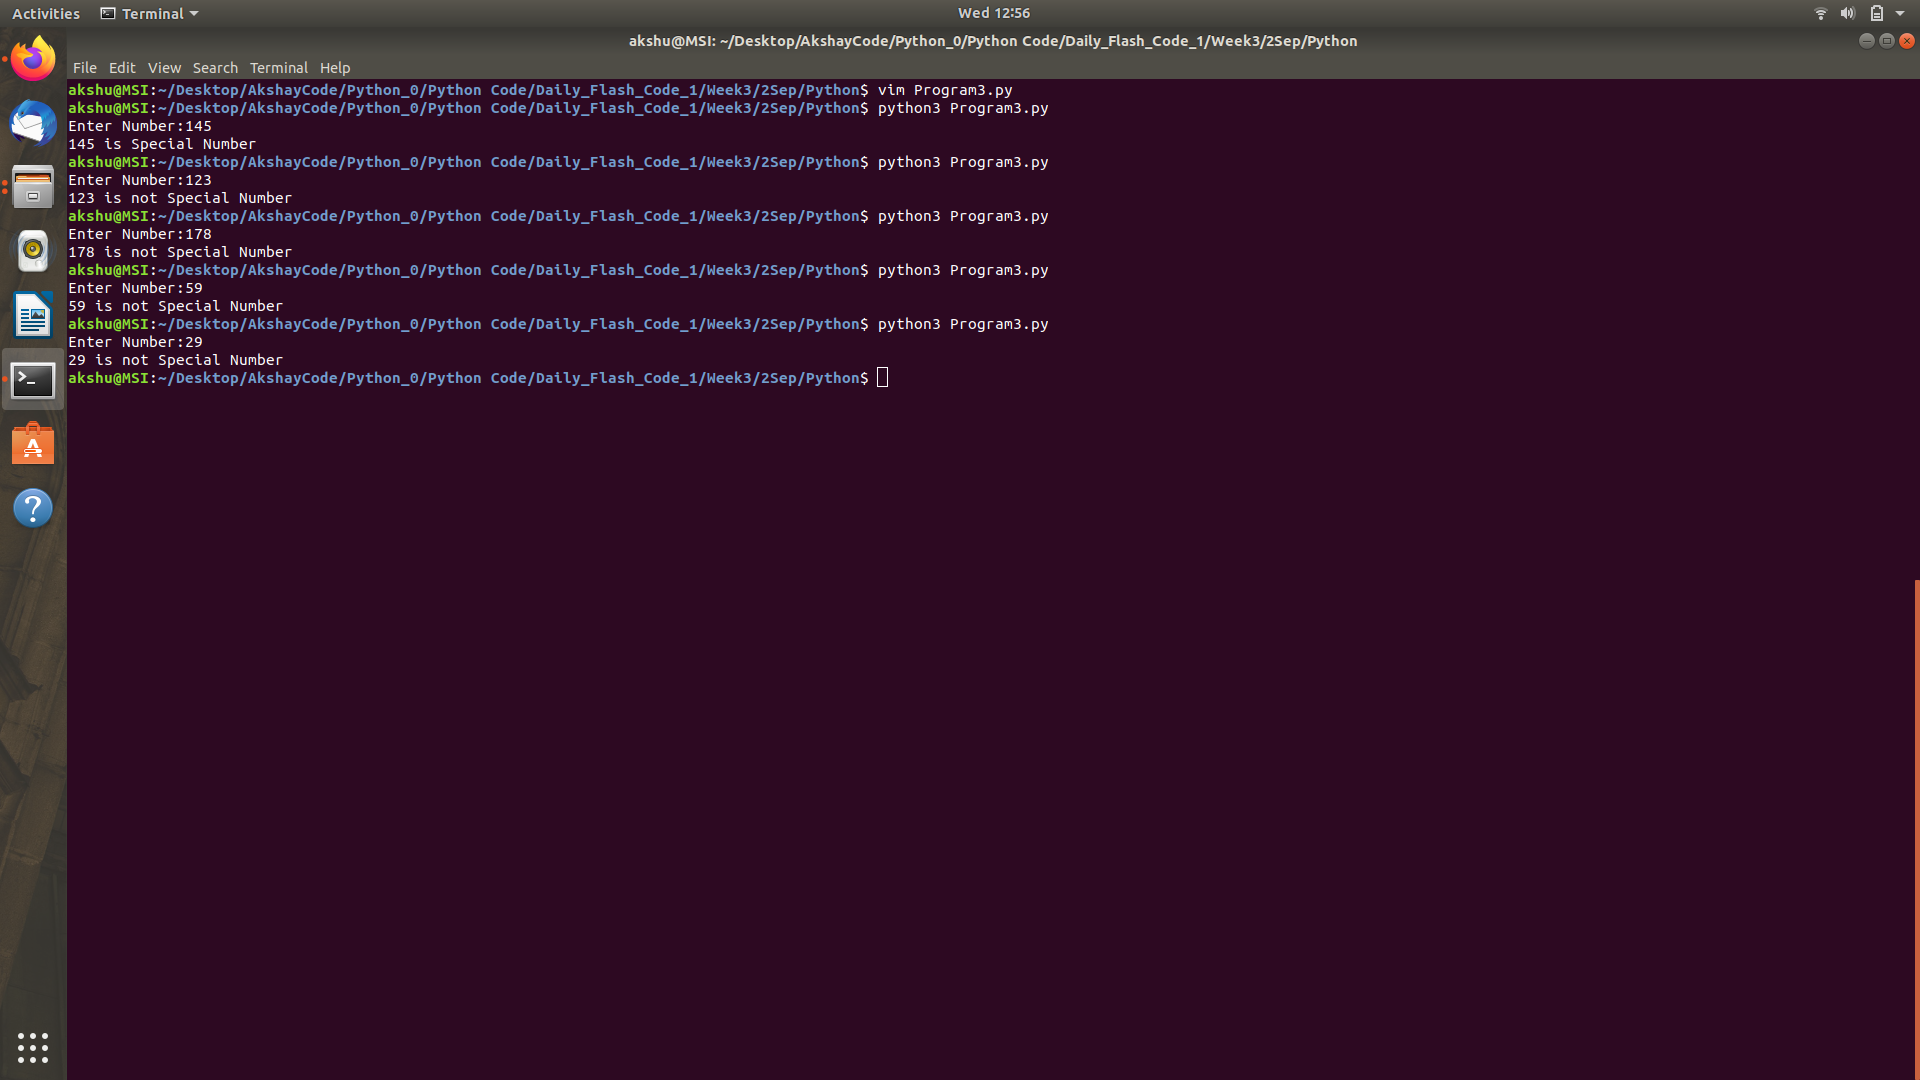 Activities Terminal Wed 12:56
akshu@MSI: ~/Desktop/AkshayCode/Python_0/Python Code/Daily_Flash_Code_1/Week3/2Sep/Python
File Edit View Search Terminal Help
akshu@MSI:~/Desktop/AkshayCode/Python_0/Python Code/Daily_Flash_Code_1/Week3/2Sep/Python$ vim Program3.py
akshu@MSI:~/Desktop/AkshayCode/Python_0/Python Code/Daily_Flash_Code_1/Week3/2Sep/Python$ python3 Program3.py
Enter Number:145
145 is Special Number
akshu@MSI:~/Desktop/AkshayCode/Python_0/Python Code/Daily_Flash_Code_1/Week3/2Sep/Python$ python3 Program3.py
Enter Number:123
123 is not Special Number
akshu@MSI:~/Desktop/AkshayCode/Python_0/Python Code/Daily_Flash_Code_1/Week3/2Sep/Python$ python3 Program3.py
Enter Number:178
178 is not Special Number
akshu@MSI:~/Desktop/AkshayCode/Python_0/Python Code/Daily_Flash_Code_1/Week3/2Sep/Python$ python3 Program3.py
Enter Number:59
59 is not Special Number
akshu@MSI:~/Desktop/AkshayCode/Python_0/Python Code/Daily_Flash_Code_1/Week3/2Sep/Python$ python3 Program3.py
Enter Number:29
29 is not Special Number
akshu@MSI:~/Desktop/AkshayCode/Python_0/Python Code/Daily_Flash_Code_1/Week3/2Sep/Python$